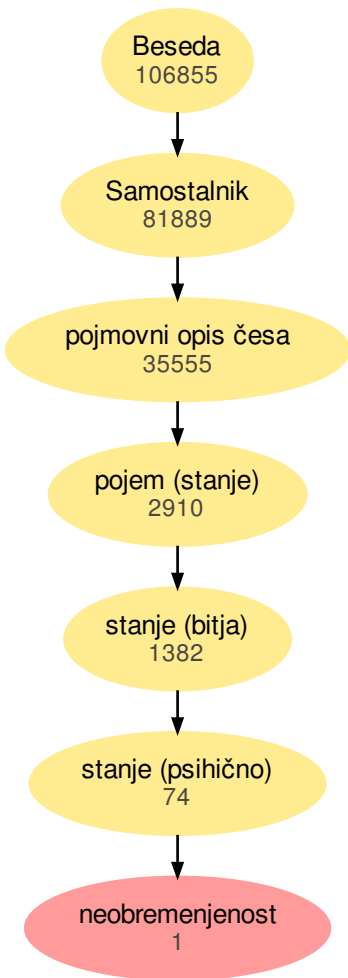 Beseda
106855
Samostalnik
81889
pojmovni opis česa
35555
pojem (stanje)
2910
stanje (bitja)
1382
stanje (psihično)
74
neobremenjenost
1